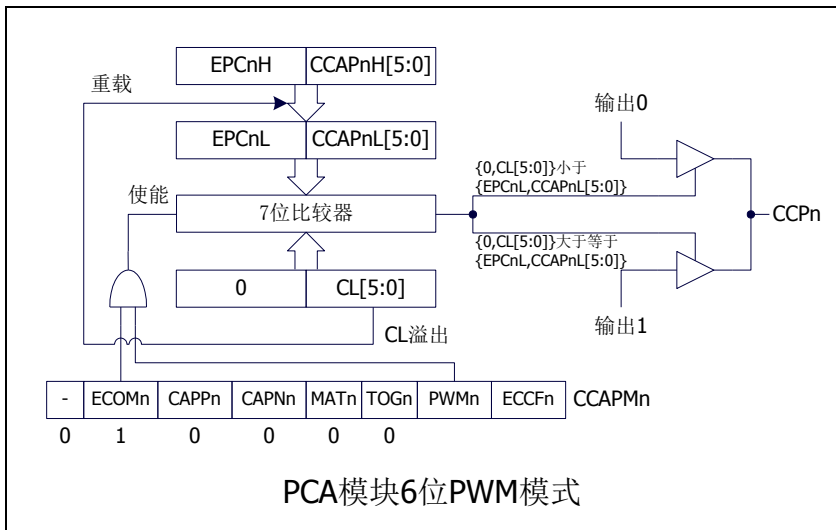 EPCnH CCAPnH[5:0]
重载
输出0
EPCnL CCAPnL[5:0]
{0,CL[5:0]}小于
{EPCnL,CCAPnL[5:0]}
使能
7位比较器
CCPn
{0,CL[5:0]}大于等于
{EPCnL,CCAPnL[5:0]}
0 CL[5:0]
输出1
CL溢出
- ECOMn CAPPn CAPNn MATn TOGn PWMn ECCFn CCAPMn
0 1 0 0 0 0
PCA模块6位PWM模式